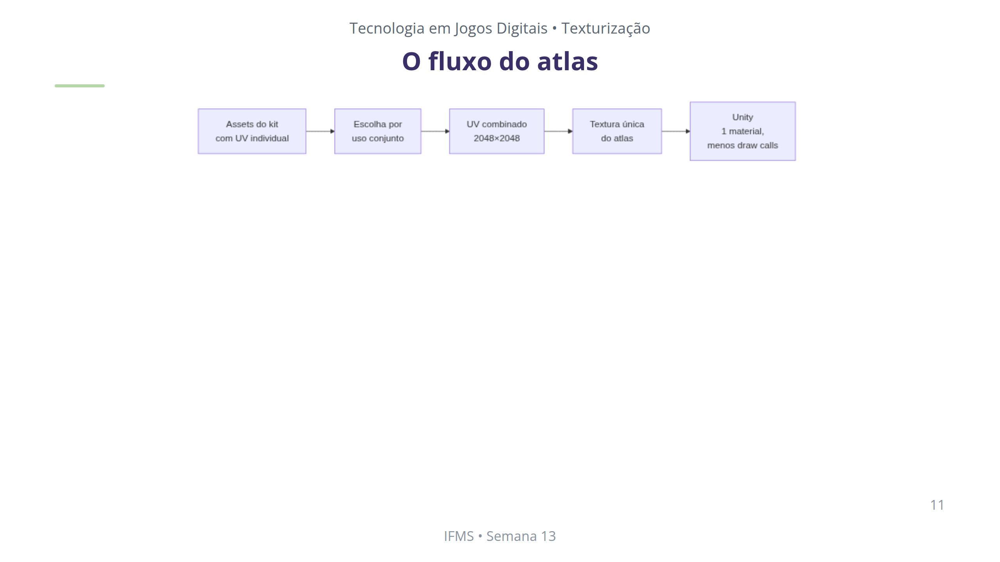 Tecnologia em Jogos Digitais • Texturização
O fluxo do atlas
Assets do kit
com UV individual
Escolha por
uso conjunto
UV combinado
2048×2048
Textura única
do atlas
Unity
1 material,
menos draw calls
11
IFMS • Semana 13